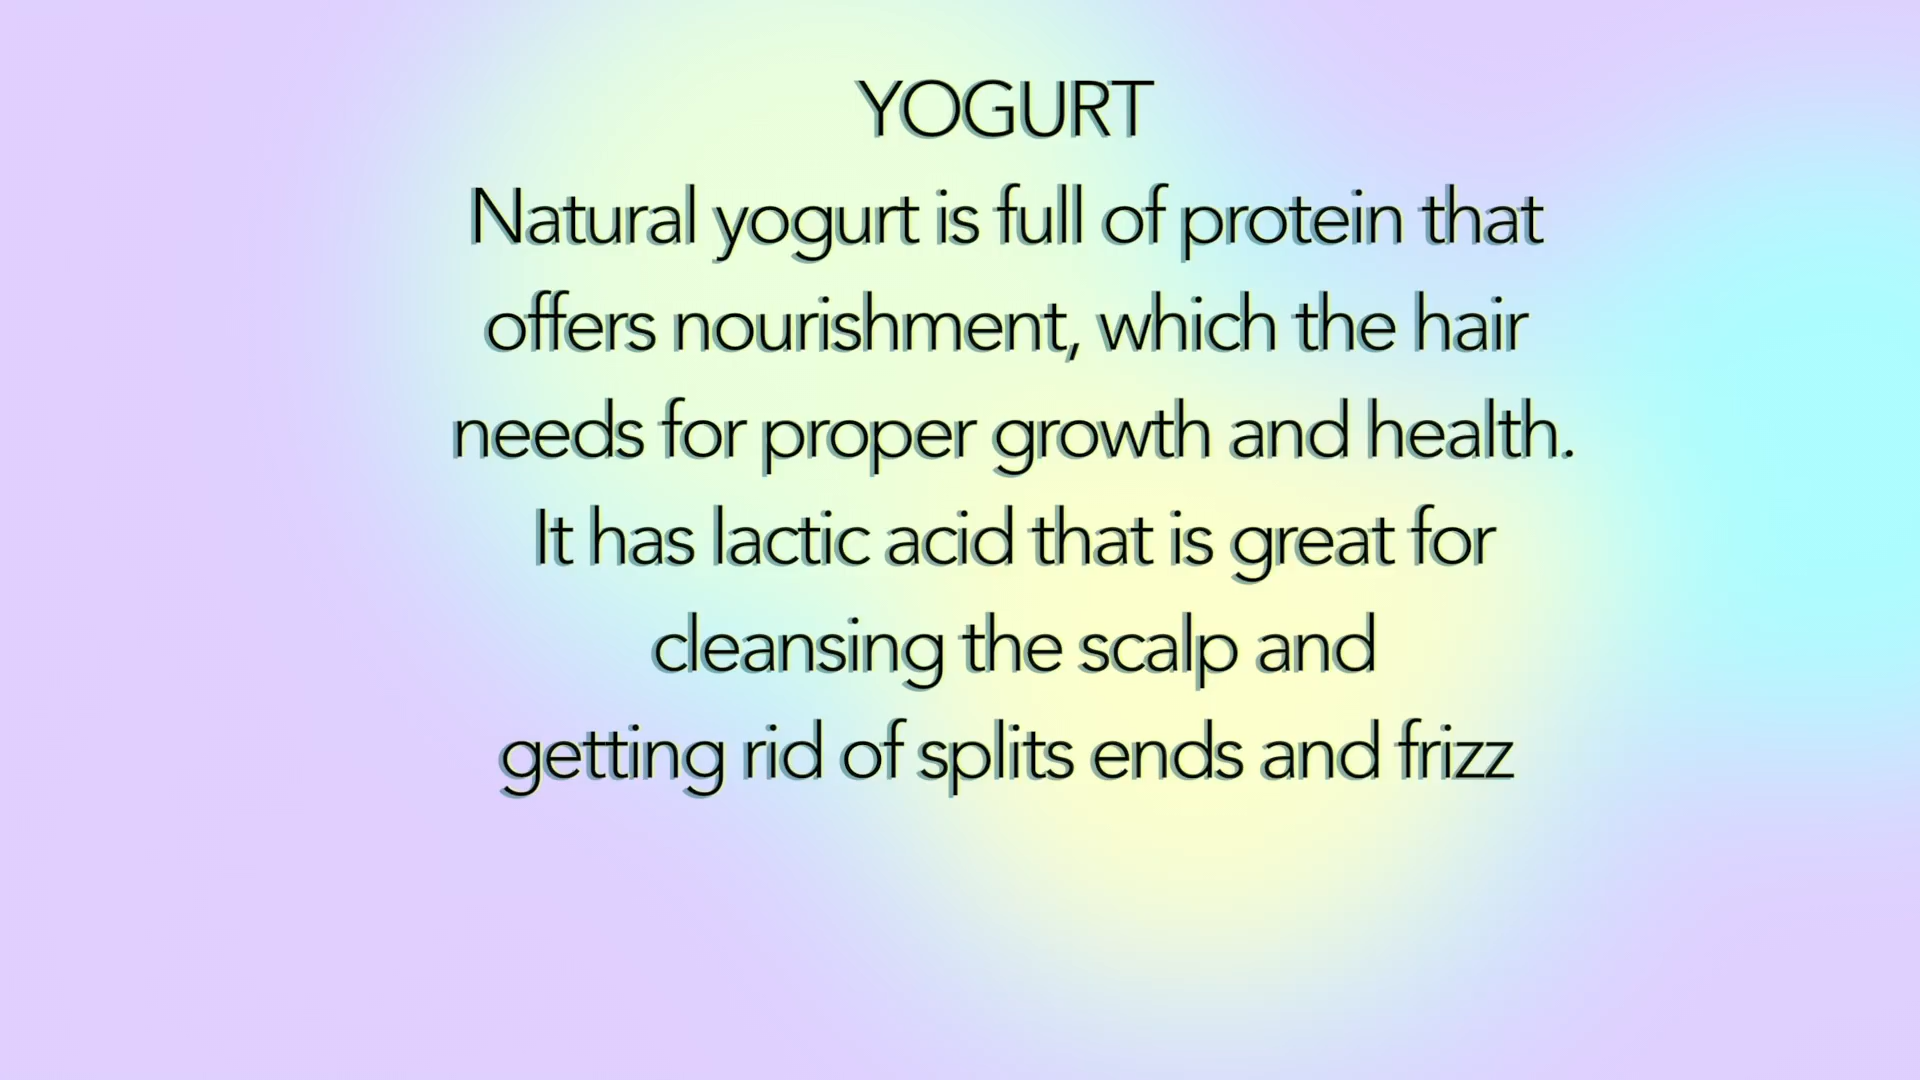 YOGURT
Natural yogurt is full of protein that
offers nourishment, which the hair
needs for proper growth and health.
It has lactic acid that is great for
cleansing the scalp and
getting rid of splits ends and frizz